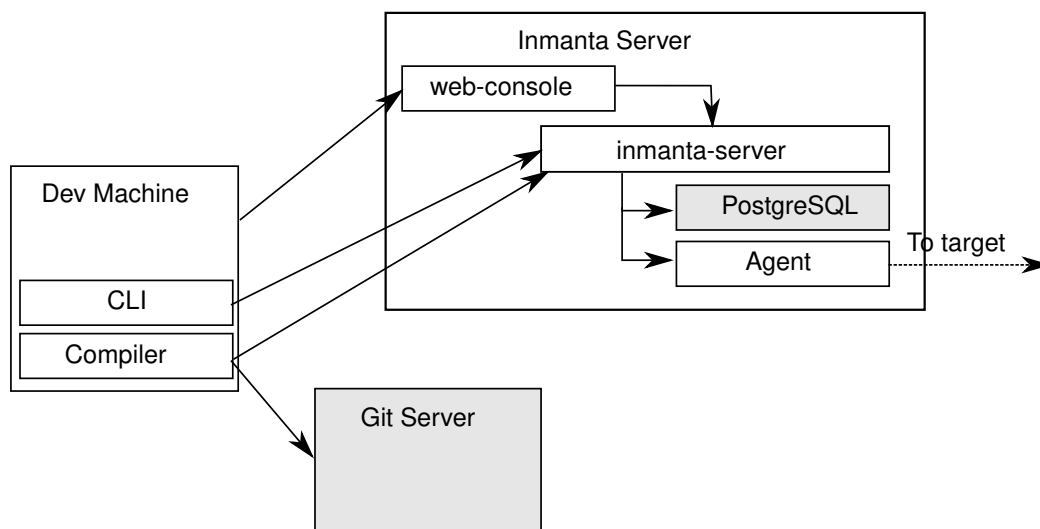 Inmanta Server
web-console
inmanta-server
Dev Machine
PostgreSQL
To target
Agent
CLI
Compiler
Git Server